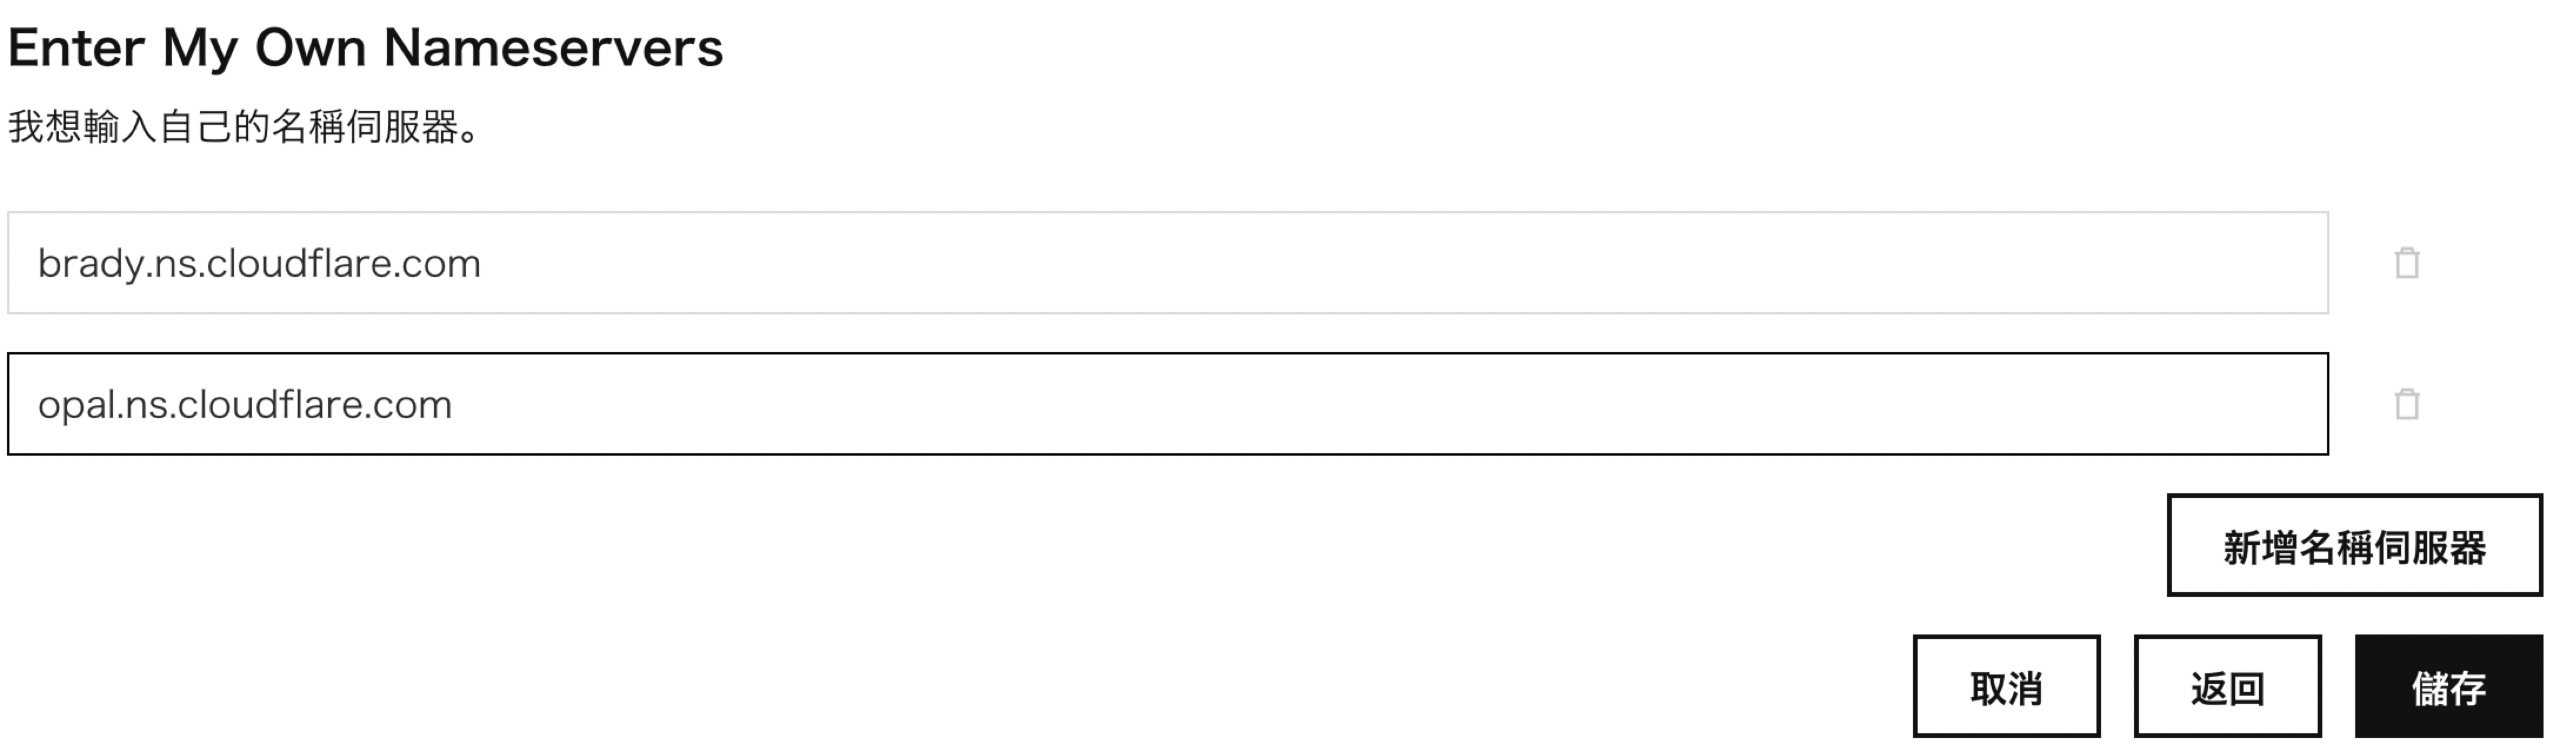 Enter My Own Nameservers
我想輸入自己的名稱伺服器。
brady.ns.cloudflare.com
opal.ns.cloudflare.com
新增名稱伺服器
取消 返回 儲存